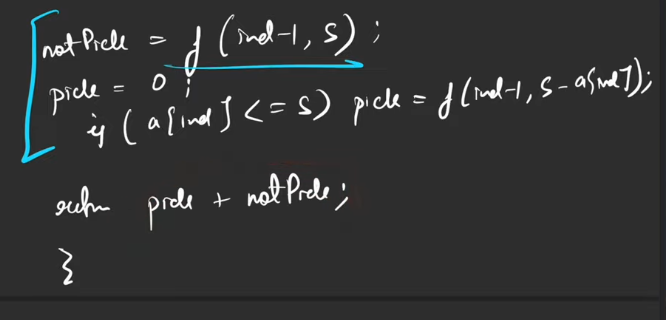 notPick = f(ind-1, s);
pick = 0;
if (a[ind] <= s) pick = f(ind-1, s-a[ind]);
return pick + notPick;
}